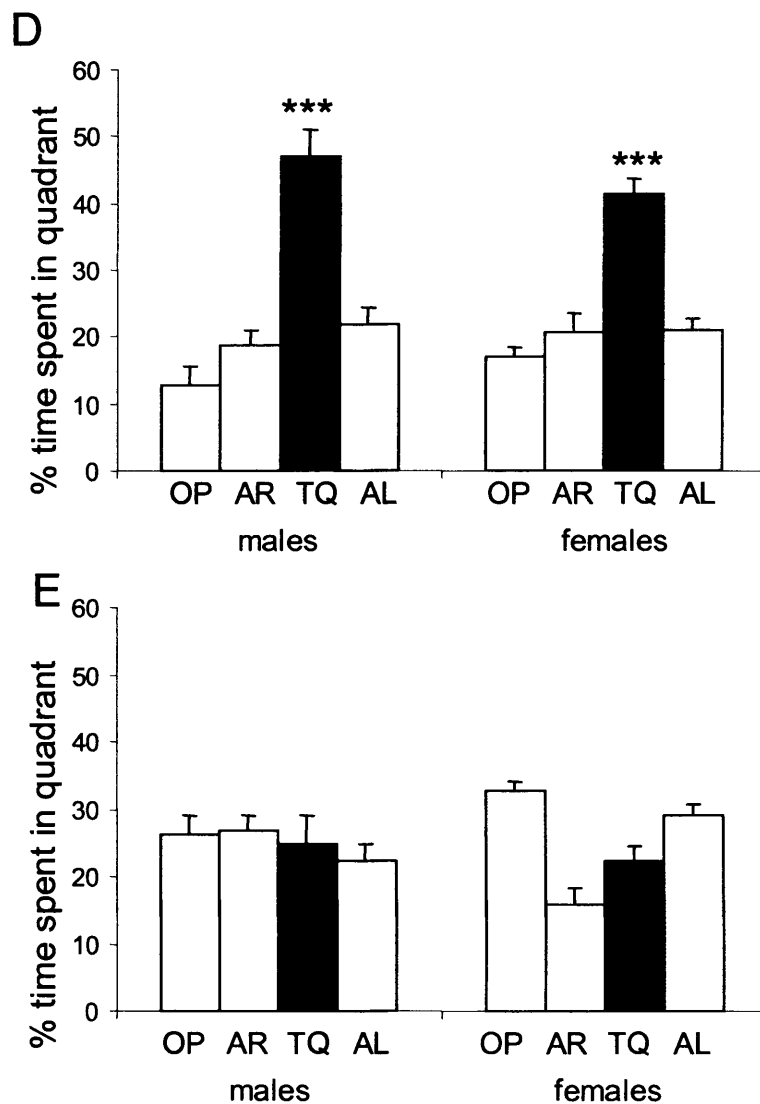 D
% time spent in quadrant
60
50
40
30
20
10
0
***
***
OP AR TQ AL OP AR TQ AL
males females
E
% time spent in quadrant
60
50
40
30
20
10
0
OP AR TQ AL OP AR TQ AL
males females